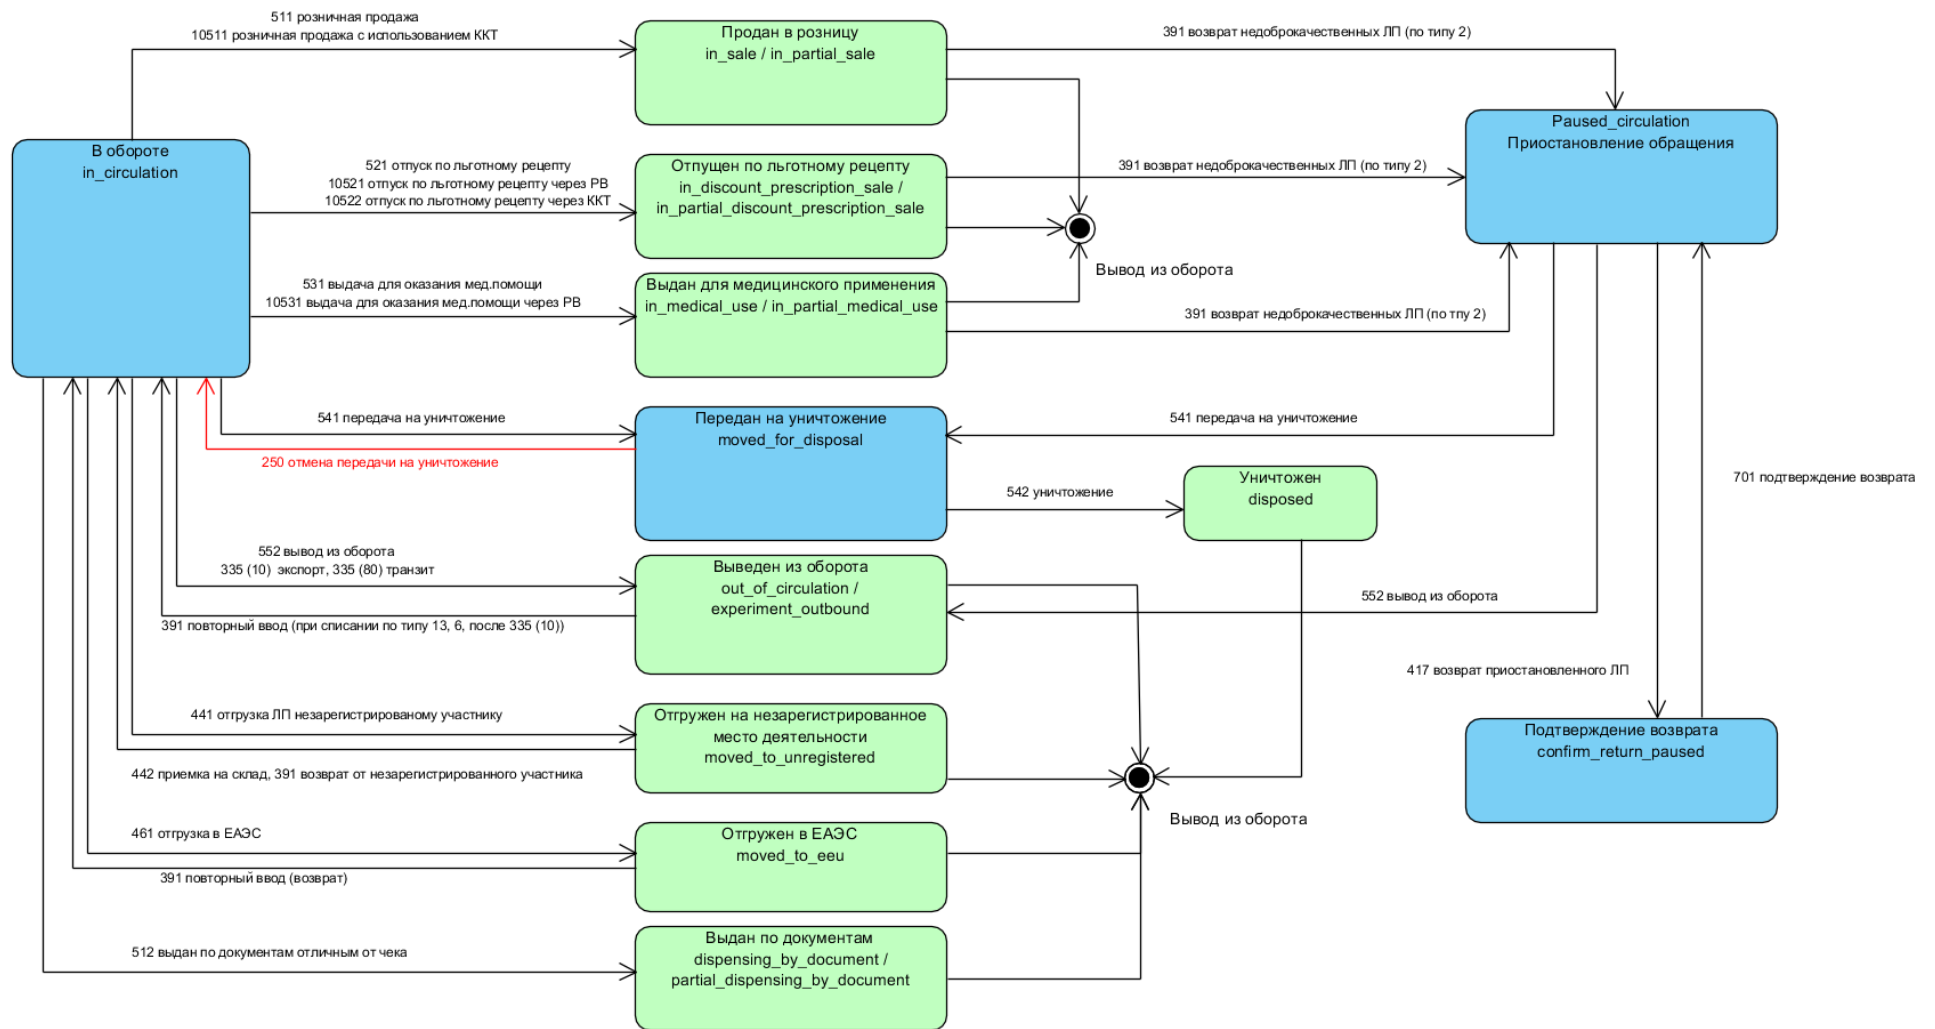 511 розничная продажа
10511 розничная продажа с использованием ККТ
Продан в розницу
in_sale / in_partial_sale
391 возврат недоброкачественных ЛП (по типу 2)
В обороте
in_circulation
521 отпуск по льготному рецепту
10521 отпуск по льготному рецепту через РВ
10522 отпуск по льготному рецепту через ККТ
Отпущен по льготному рецепту
in_discount_prescription_sale /
in_partial_discount_prescription_sale
391 возврат недоброкачественных ЛП (по типу 2)
Paused_circulation
Приостановление обращения
Вывод из оборота
531 выдача для оказания мед.помощи
10531 выдача для оказания мед.помощи через РВ
Выдан для медицинского применения
in_medical_use / in_partial_medical_use
391 возврат недоброкачественных ЛП (по тпу 2)
541 передача на уничтожение
250 отмена передачи на уничтожение
Передан на уничтожение
moved_for_disposal
541 передача на уничтожение
542 уничтожение
Уничтожен
disposed
701 подтверждение возврата
552 вывод из оборота
335 (10)  экспорт, 335 (80) транзит
391 повторный ввод (при списании по типу 13, 6, после 335 (10))
Выведен из оборота
out_of_circulation /
experiment_outbound
552 вывод из оборота
417 возврат приостановленного ЛП
441 отгрузка ЛП незарегистрированому участнику
442 приемка на склад, 391 возврат от незарегистрированного участника
Отгружен на незарегистрированное
место деятельности
moved_to_unregistered
Подтверждение возврата
confirm_return_paused
Вывод из оборота
461 отгрузка в ЕАЭС
391 повторный ввод (возврат)
Отгружен в ЕАЭС
moved_to_eeu
512 выдан по документам отличным от чека
Выдан по документам
dispensing_by_document /
partial_dispensing_by_document